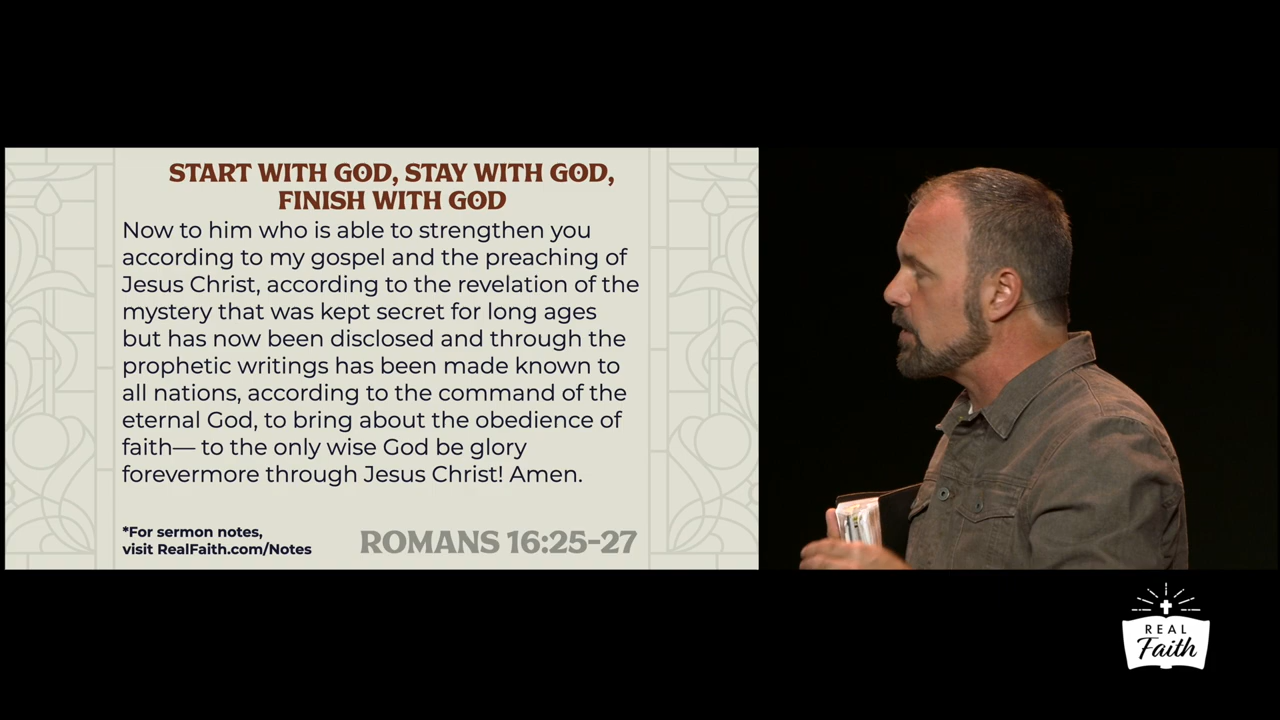 START WITH GOD, STAY WITH GOD,
FINISH WITH GOD
Now to him who is able to strengthen you
according to my gospel and the preaching of
Jesus Christ, according to the revelation of the
mystery that was kept secret for long ages
but has now been disclosed and through the
prophetic writings has been made known to
all nations, according to the command of the
eternal God, to bring about the obedience of
faith— to the only wise God be glory
forevermore through Jesus Christ! Amen.
*For sermon notes,
visit RealFaith.com/Notes
ROMANS 16:25-27
REAL
Faith